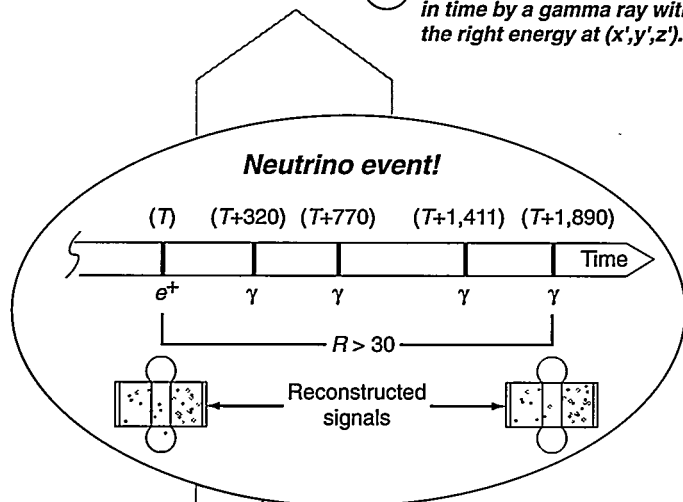 in time by a gamma ray with
the right energy at (x',y',z').
Neutrino event!
(T) (T+320) (T+770) (T+1,411) (T+1,890)
Time
e+ γ γ γ γ
R > 30
Reconstructed
signals